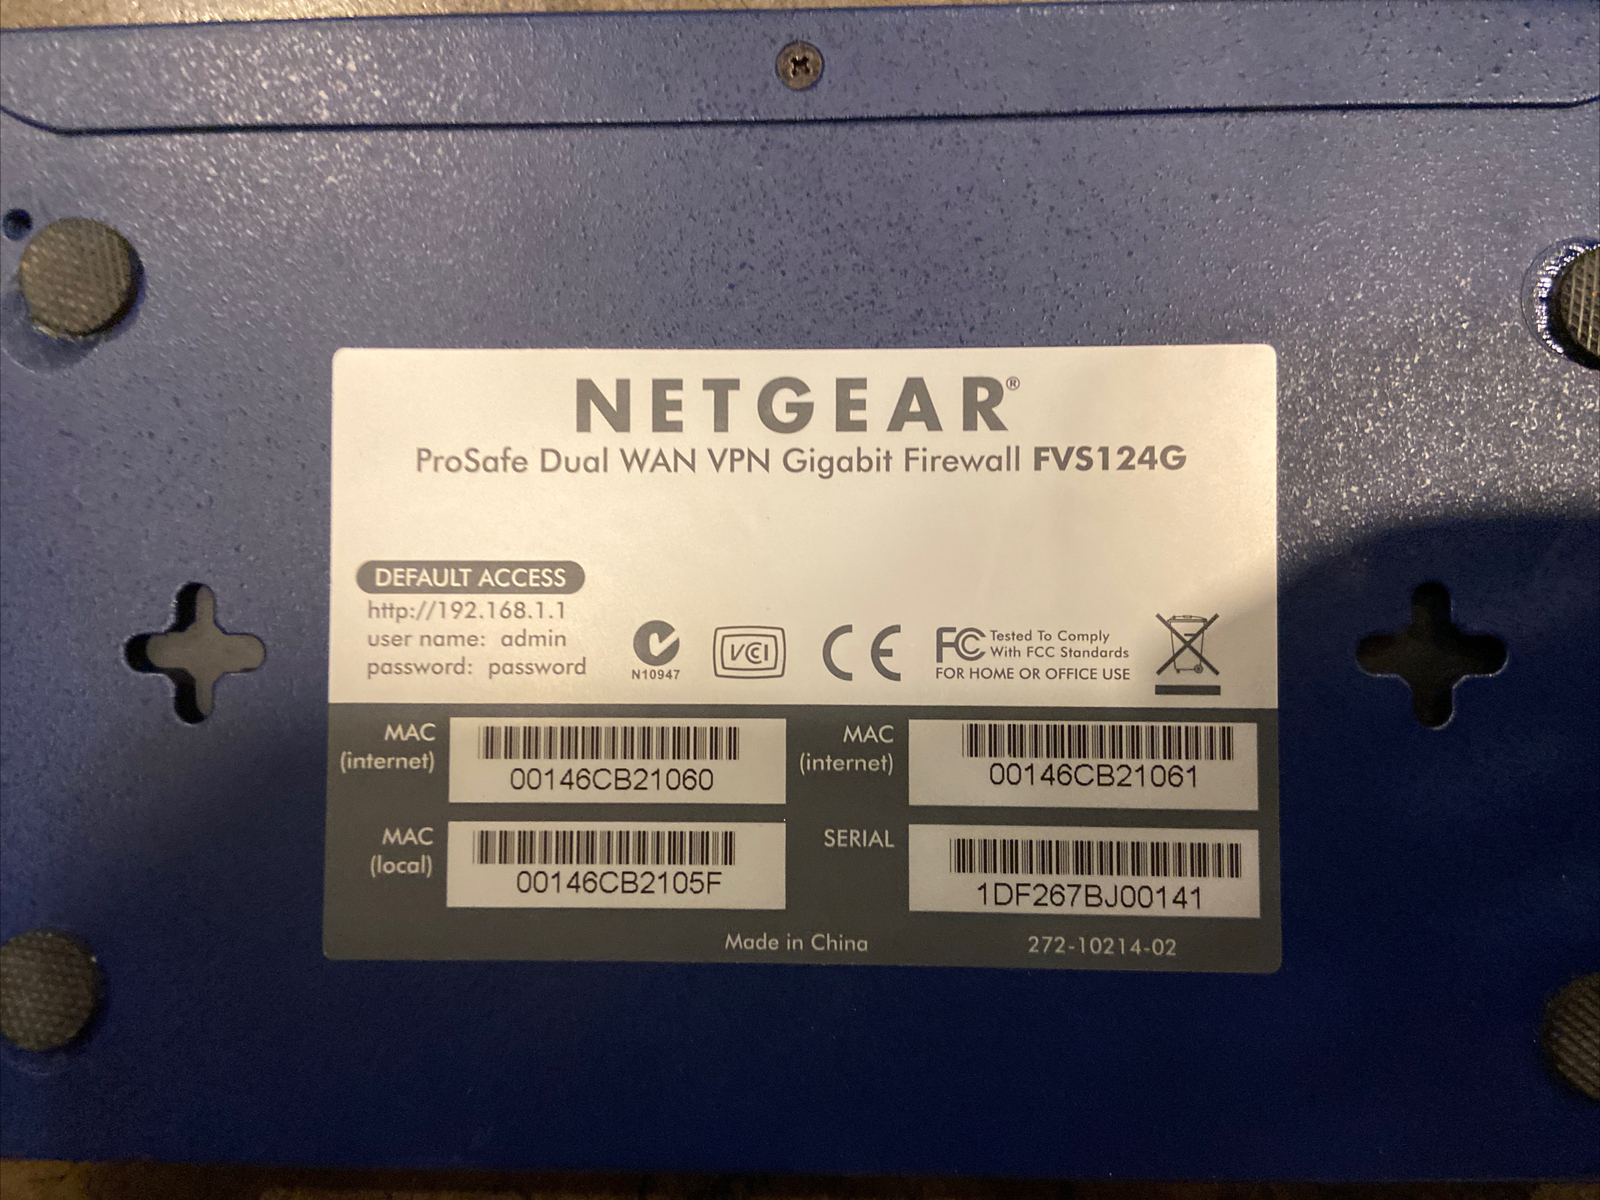 NETGEAR®
ProSafe Dual WAN VPN Gigabit Firewall FVS124G
DEFAULT ACCESS
http://192.168.1.1
user name: admin
password: password
N10947
VCI
CE
FC Tested To Comply
With FCC Standards
FOR HOME OR OFFICE USE
MAC
(internet)
00146CB21060
MAC
(internet)
00146CB21061
MAC
(local)
00146CB2105F
SERIAL
1DF267BJ00141
Made in China
272-10214-02